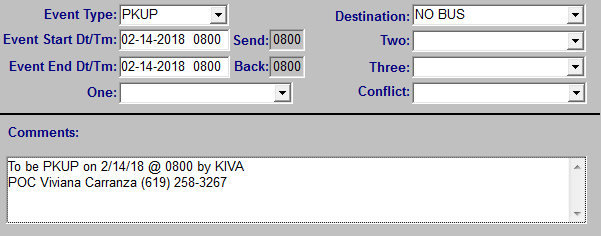 Event Type: PKUP Destination: NO BUS
Event Start Dt/Tm: 02-14-2018 0800 Send: 0800 Two:
Event End Dt/Tm: 02-14-2018 0800 Back: 0800 Three:
One: Conflict:
Comments:
To be PKUP on 2/14/18 @ 0800 by KIVA
POC Viviana Carranza (619) 258-3267